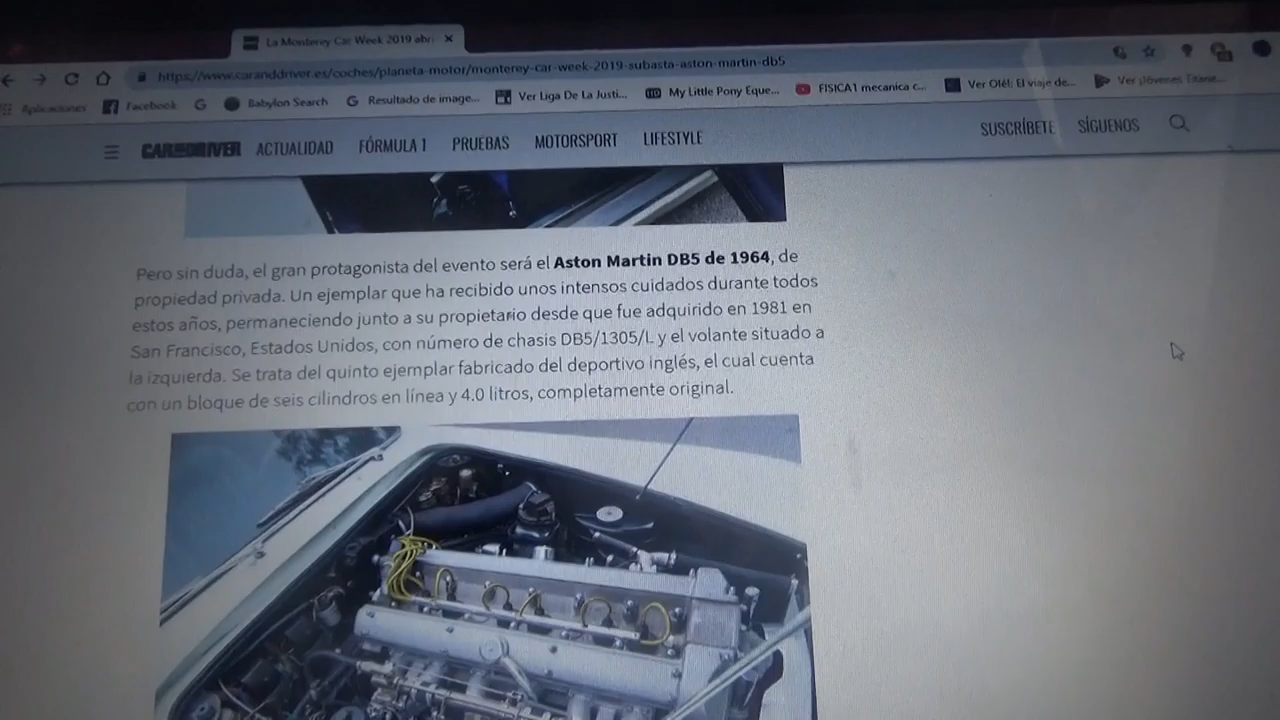 La Monterey Car Week 2019 abri
https://www.caranddriver.es/coches/planeta-motor/monterey-car-week-2019-subasta-aston-martin-db5
Aplicaciones Facebook Babylon Search Resultado de image... Ver Liga De La Justi... My Little Pony Eque... FISICA1 mecanica c... Ver Olé!: El viaje de... Ver Jóvenes Titane...
CAR AND DRIVER ACTUALIDAD FÓRMULA 1 PRUEBAS MOTORSPORT LIFESTYLE SUSCRÍBETE SÍGUENOS
Pero sin duda, el gran protagonista del evento será el Aston Martin DB5 de 1964, de
propiedad privada. Un ejemplar que ha recibido unos intensos cuidados durante todos
estos años, permaneciendo junto a su propietario desde que fue adquirido en 1981 en
San Francisco, Estados Unidos, con número de chasis DB5/1305/L y el volante situado a
la izquierda. Se trata del quinto ejemplar fabricado del deportivo inglés, el cual cuenta
con un bloque de seis cilindros en línea y 4.0 litros, completamente original.